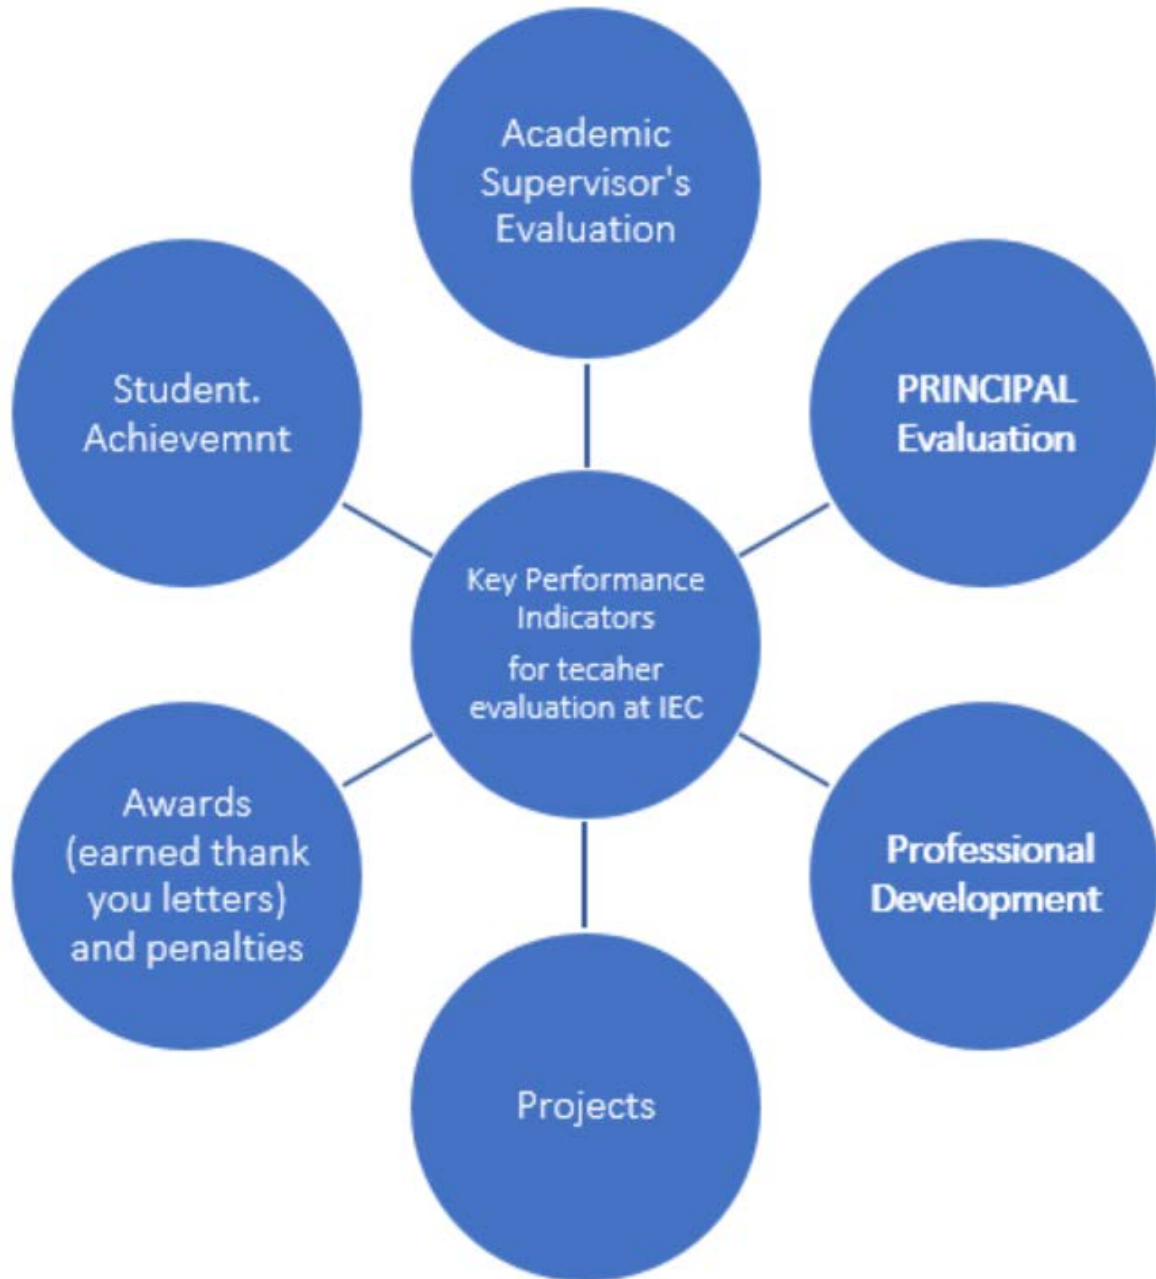 Academic
Supervisor's
Evaluation
PRINCIPAL
Evaluation
Student.
Achievemnt
Key Performance
Indicators
for tecaher
evaluation at IEC
Professional
Development
Awards
(earned thank
you letters)
and penalties
Projects